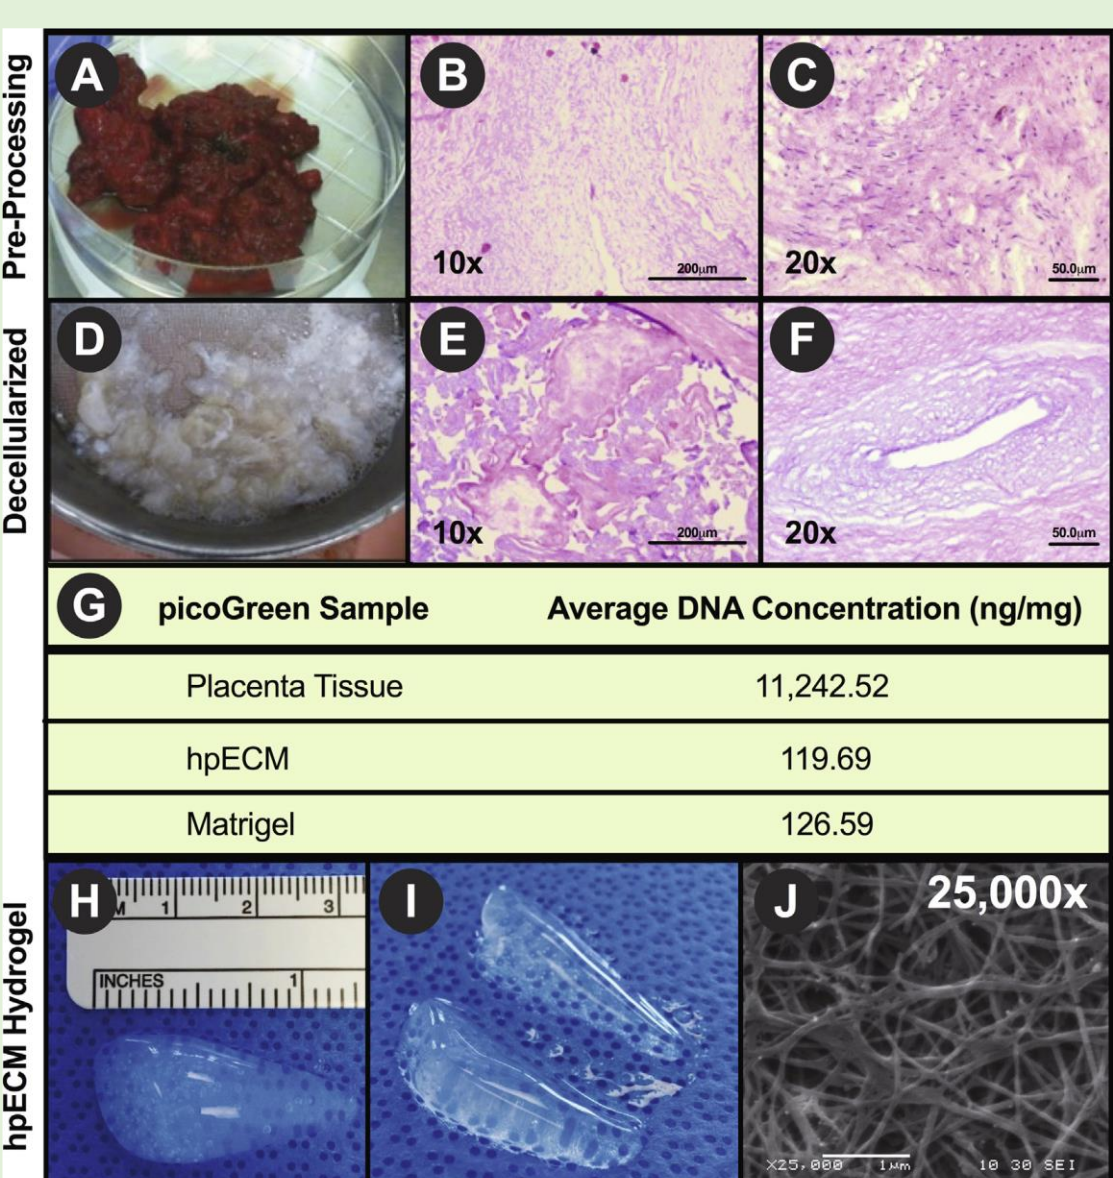 Pre-Processing
A
B
10x
200μm
C
20x
50.0μm
Decellularized
D
E
10x
200μm
F
20x
50.0μm
G picoGreen Sample Average DNA Concentration (ng/mg)
Placenta Tissue 11,242.52
hpECM 119.69
Matrigel 126.59
hpECM Hydrogel
H
M 1 2 3
INCHES 1
I
J
25,000x
X25,000 1μm 10 30 SEI